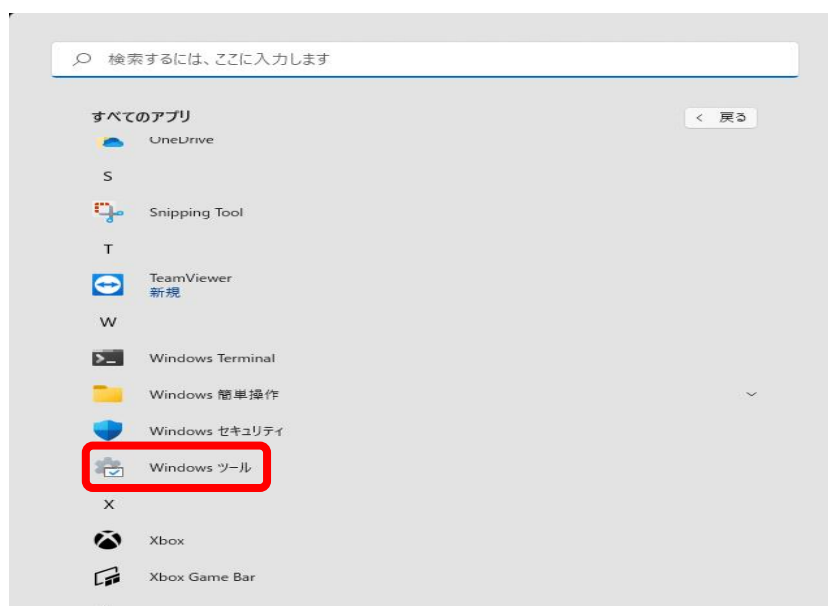 検索するには、ここに入力します
すべてのアプリ
< 戻る
OneDrive
S
Snipping Tool
T
TeamViewer
新規
W
Windows Terminal
Windows 簡単操作
Windows セキュリティ
Windows ツール
X
Xbox
Xbox Game Bar